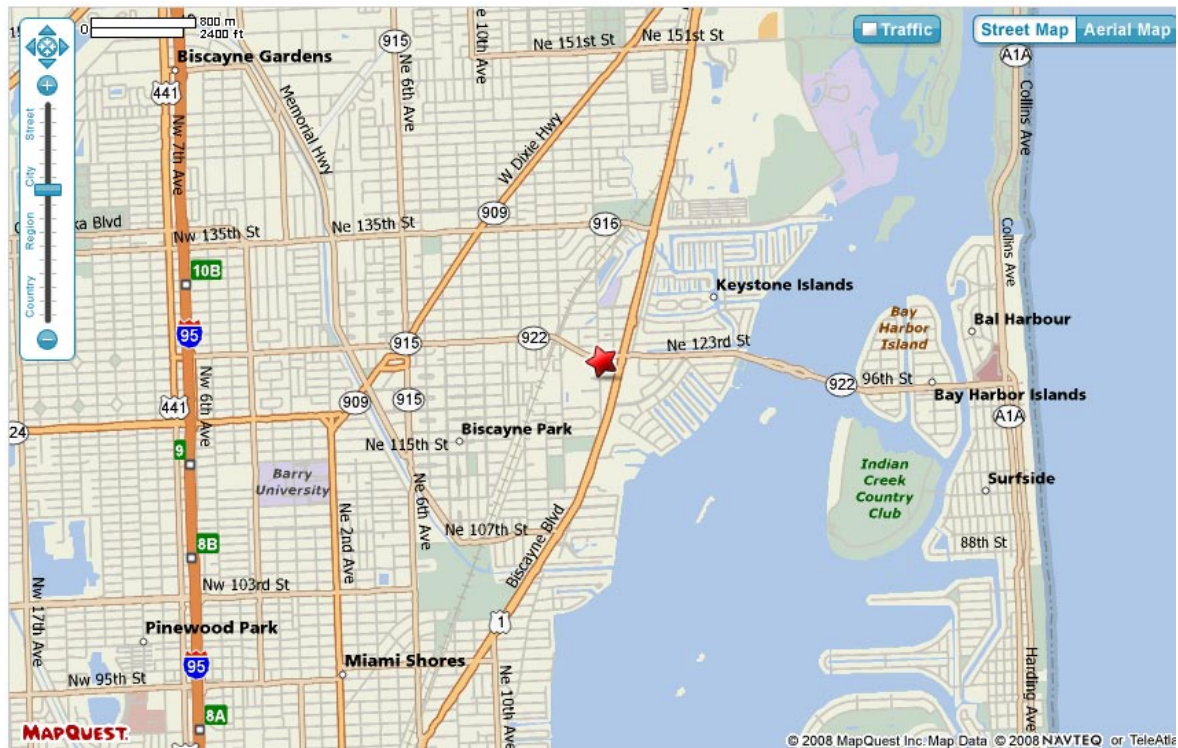 800 m
0
2400 ft
915
Ne 10th Ave
Ne 151st St
Ne 151st St
Traffic
Street Map
Aerial Map
A1A
Biscayne Gardens
441
Nw 7th Ave
Memorial Hwy
Ne 6th Ave
W Dixie Hwy
Collins Ave
Street
City
Region
Country
909
916
Ne 135th St
Nw 135th St
ka Blvd
Collins Ave
10B
Keystone Islands
Bay
Harbor
Island
Bal Harbour
95
915
922
Ne 123rd St
922
96th St
Bay Harbor Islands
A1A
Nw 6th Ave
441
909
915
24
Ne 115th St
Biscayne Park
9
Barry
University
Indian
Creek
Country
Club
Surfside
Ne 6th Ave
Ne 2nd Ave
Ne 107th St
Biscayne Blvd
88th St
8B
Nw 103rd St
Nw 17th Ave
1
Pinewood Park
95
Miami Shores
Nw 95th St
Ne 10th Ave
Harding Ave
8A
MAPQUEST.
© 2008 MapQuest Inc. Map Data © 2008 NAVTEQ or TeleAtla